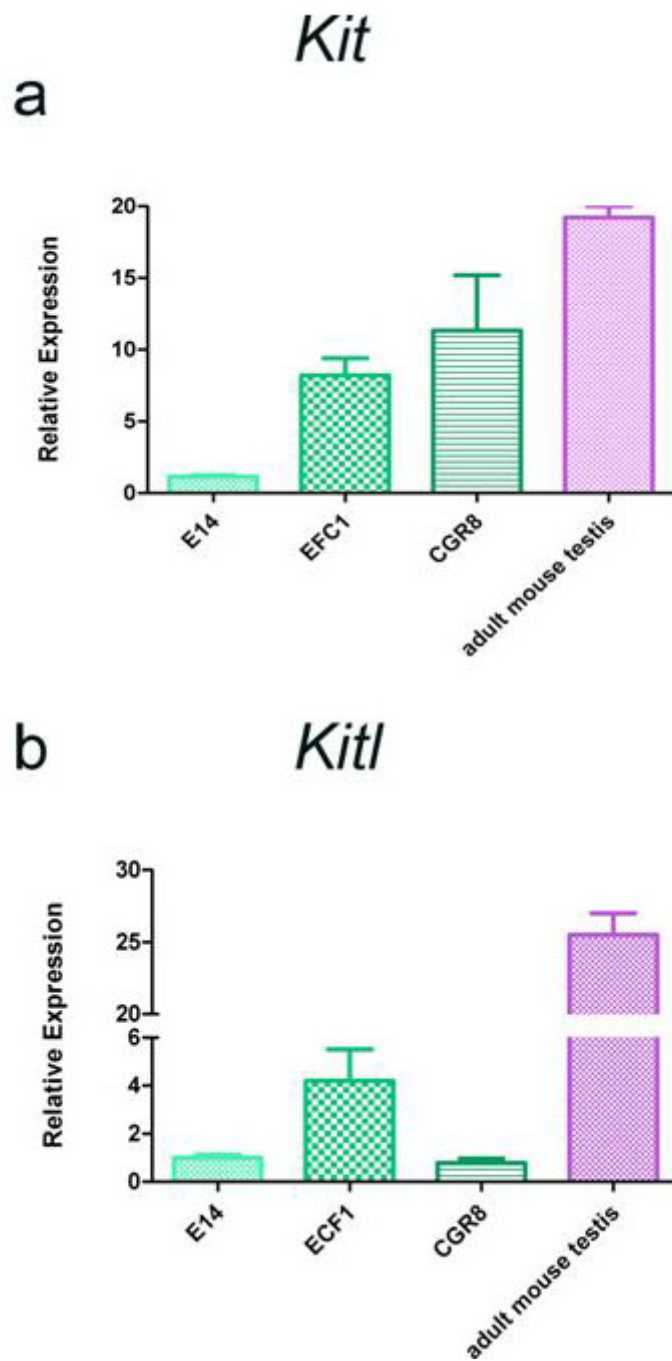 Kit
a
Relative Expression
20
15
10
5
0
E14
EFC1
CGR8
adult mouse testis
b
Kitl
Relative Expression
30
25
20
6
4
2
0
E14
ECF1
CGR8
adult mouse testis